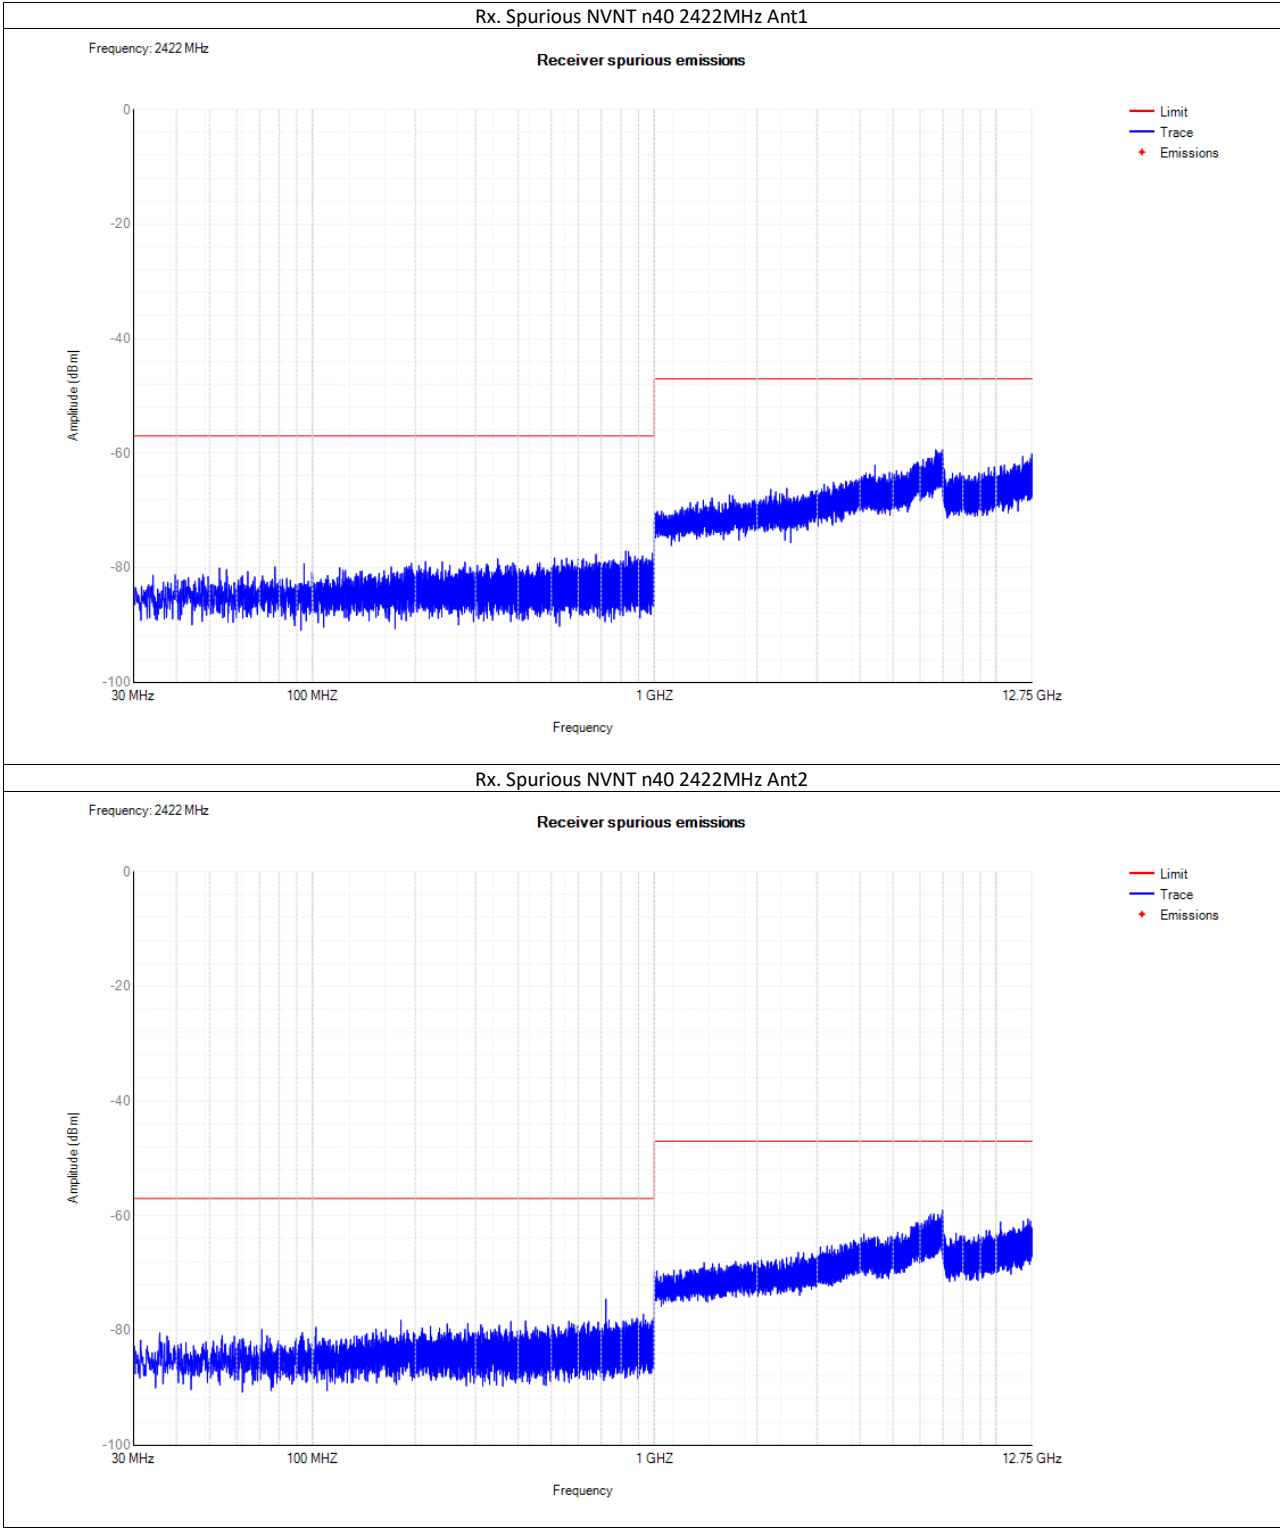 Rx. Spurious NVNT n40 2422MHz Ant1
Frequency: 2422 MHz
Receiver spurious emissions
Limit
Trace
Emissions
0
-20
-40
-60
-80
-100
Amplitude [dBm]
30 MHz 100 MHZ 1 GHZ 12.75 GHz
Frequency
Rx. Spurious NVNT n40 2422MHz Ant2
Frequency: 2422 MHz
Receiver spurious emissions
Limit
Trace
Emissions
0
-20
-40
-60
-80
-100
Amplitude [dBm]
30 MHz 100 MHZ 1 GHZ 12.75 GHz
Frequency